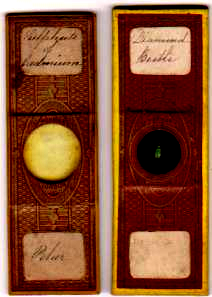 Sulphate
of
Cadmium
Polar
Diamond
Beetle